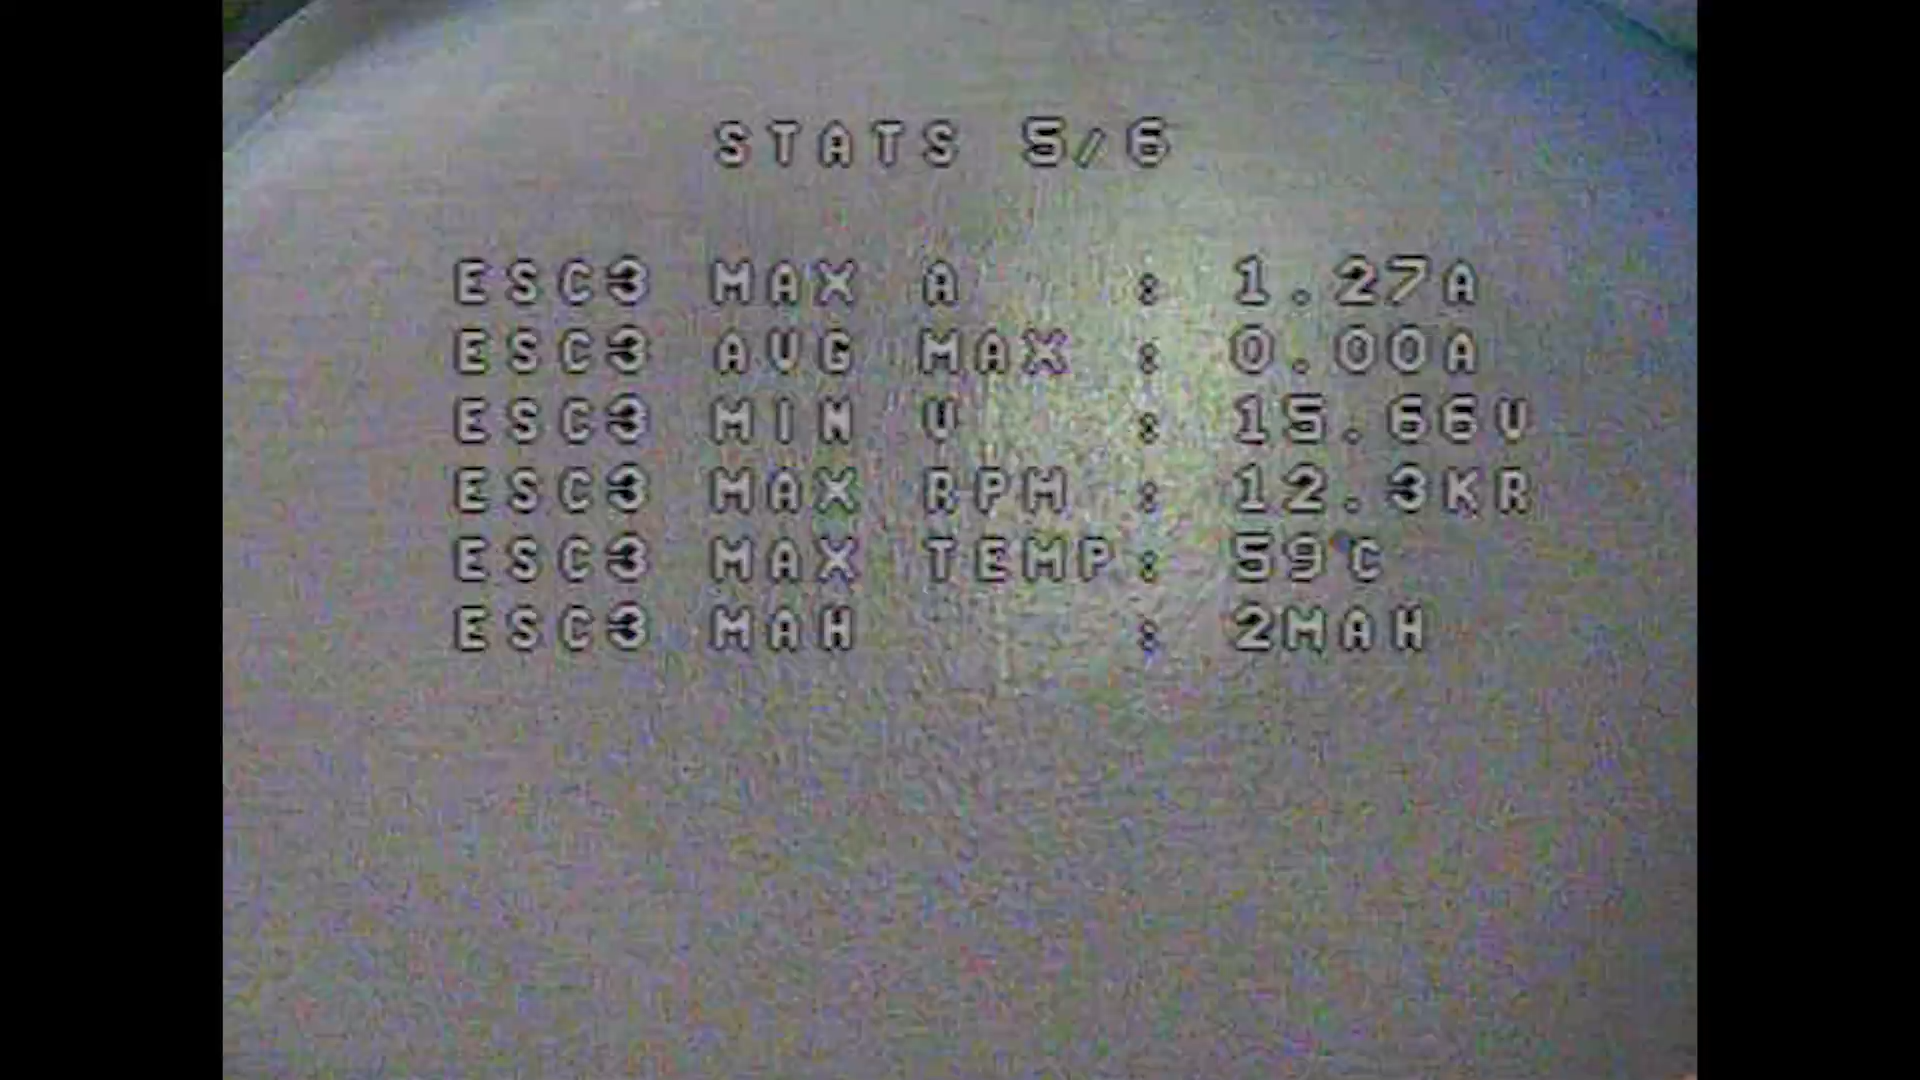 STATS 5/6
ESC3 MAX A : 1.27A
ESC3 AVG MAX : 0.00A
ESC3 MIN V : 15.66V
ESC3 MAX RPM : 12.3KR
ESC3 MAX TEMP: 59°C
ESC3 MAH : 2MAH